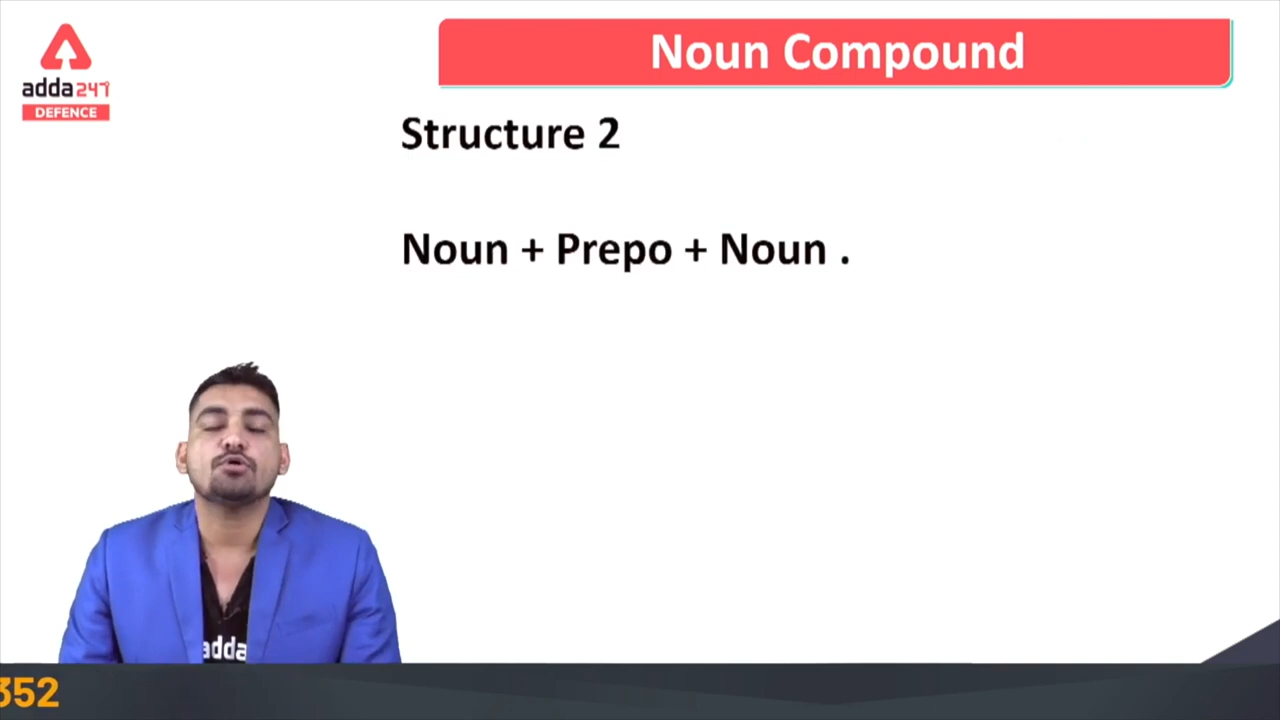 Noun Compound
adda247
DEFENCE
Structure 2
Noun + Prepo + Noun .
adda
352